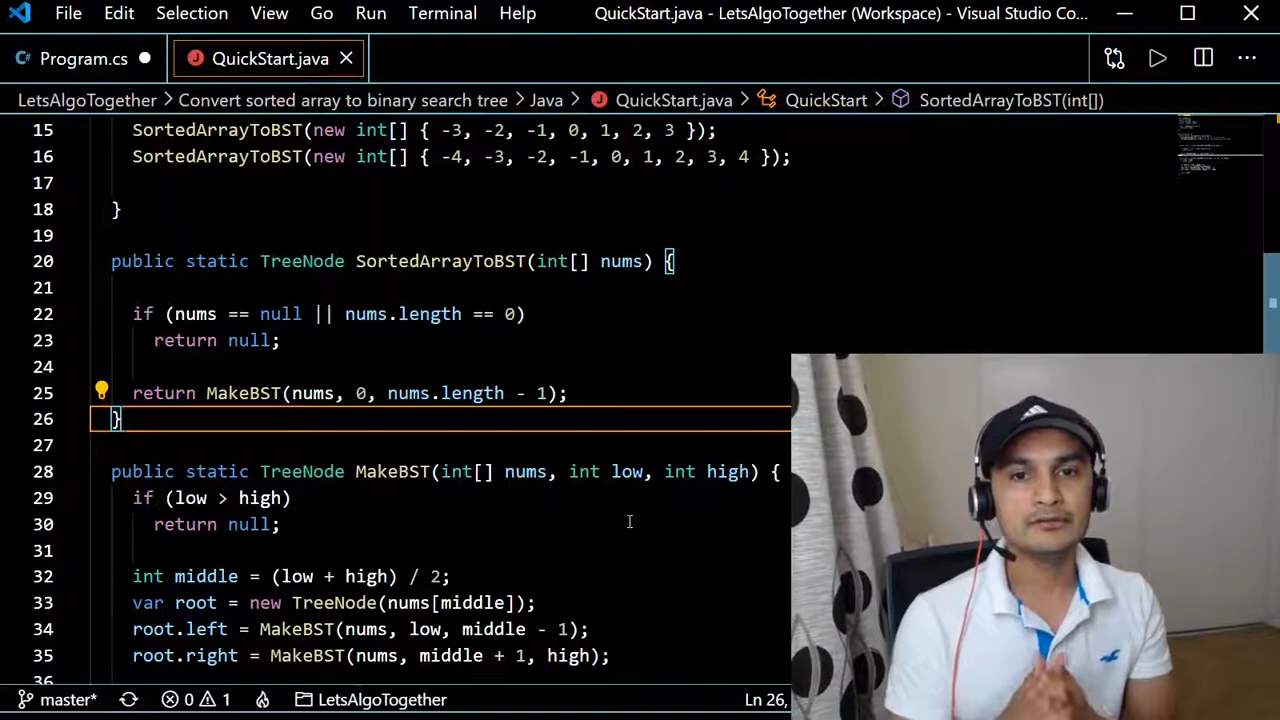 File Edit Selection View Go Run Terminal Help QuickStart.java - LetsAlgoTogether (Workspace) - Visual Studio Co...
Program.cs QuickStart.java
LetsAlgoTogether > Convert sorted array to binary search tree > Java > QuickStart.java > QuickStart > SortedArrayToBST(int[])
15 SortedArrayToBST(new int[] { -3, -2, -1, 0, 1, 2, 3 });
16 SortedArrayToBST(new int[] { -4, -3, -2, -1, 0, 1, 2, 3, 4 });
17
18 }
19
20 public static TreeNode SortedArrayToBST(int[] nums) {
21
22 if (nums == null || nums.length == 0)
23 return null;
24
25 return MakeBST(nums, 0, nums.length - 1);
26 }
27
28 public static TreeNode MakeBST(int[] nums, int low, int high) {
29 if (low > high)
30 return null;
31
32 int middle = (low + high) / 2;
33 var root = new TreeNode(nums[middle]);
34 root.left = MakeBST(nums, low, middle - 1);
35 root.right = MakeBST(nums, middle + 1, high);
36
master* 0 1 LetsAlgoTogether Ln 26,